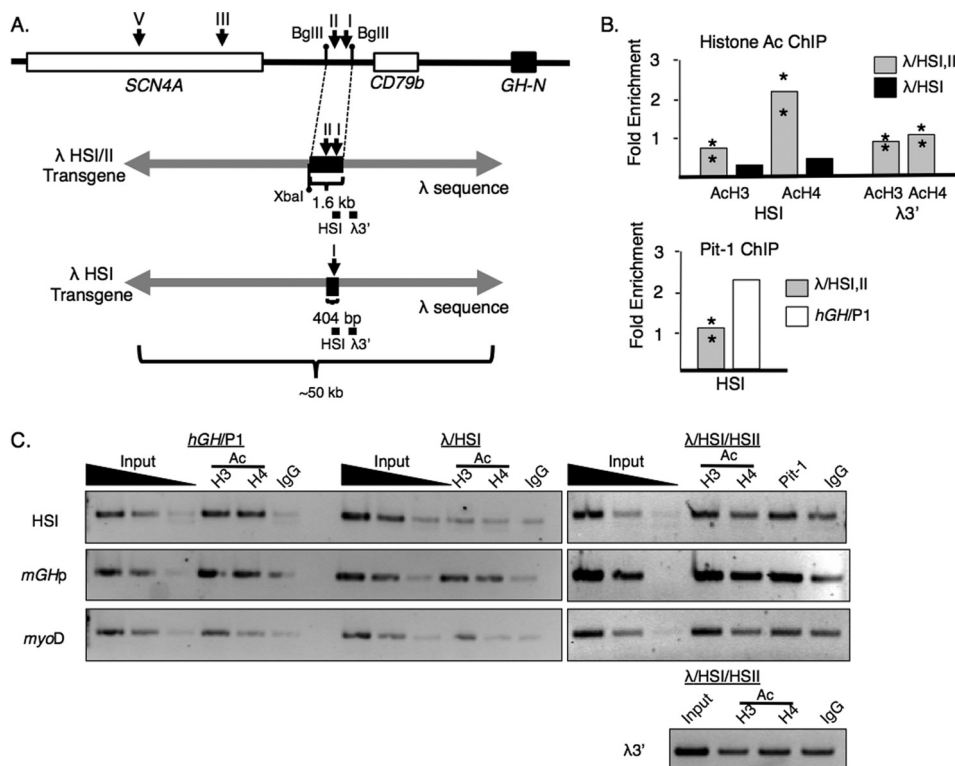 A.
V III II I
BglII BglII
SCN4A CD79b GH-N
II I
λ HSI/II
Transgene
λ sequence
XbaI
1.6 kb
HSI λ3'
I
λ HSI
Transgene
λ sequence
404 bp
HSI λ3'
~50 kb
B.
Histone Ac ChIP
Fold Enrichment
3
2
1
* * * * * * * *
λ/HSI,II
λ/HSI
AcH3 AcH4 AcH3 AcH4
HSI λ3'
Pit-1 ChIP
Fold Enrichment
3
2
1
* *
λ/HSI,II
hGH/P1
HSI
C.
hGH/P1 λ/HSI λ/HSI/HSII
Input Ac H3 H4 IgG Input Ac H3 H4 IgG Input Ac H3 H4 Pit-1 IgG
HSI
mGHp
myoD
λ/HSI/HSII
Input Ac H3 H4 IgG
λ3'